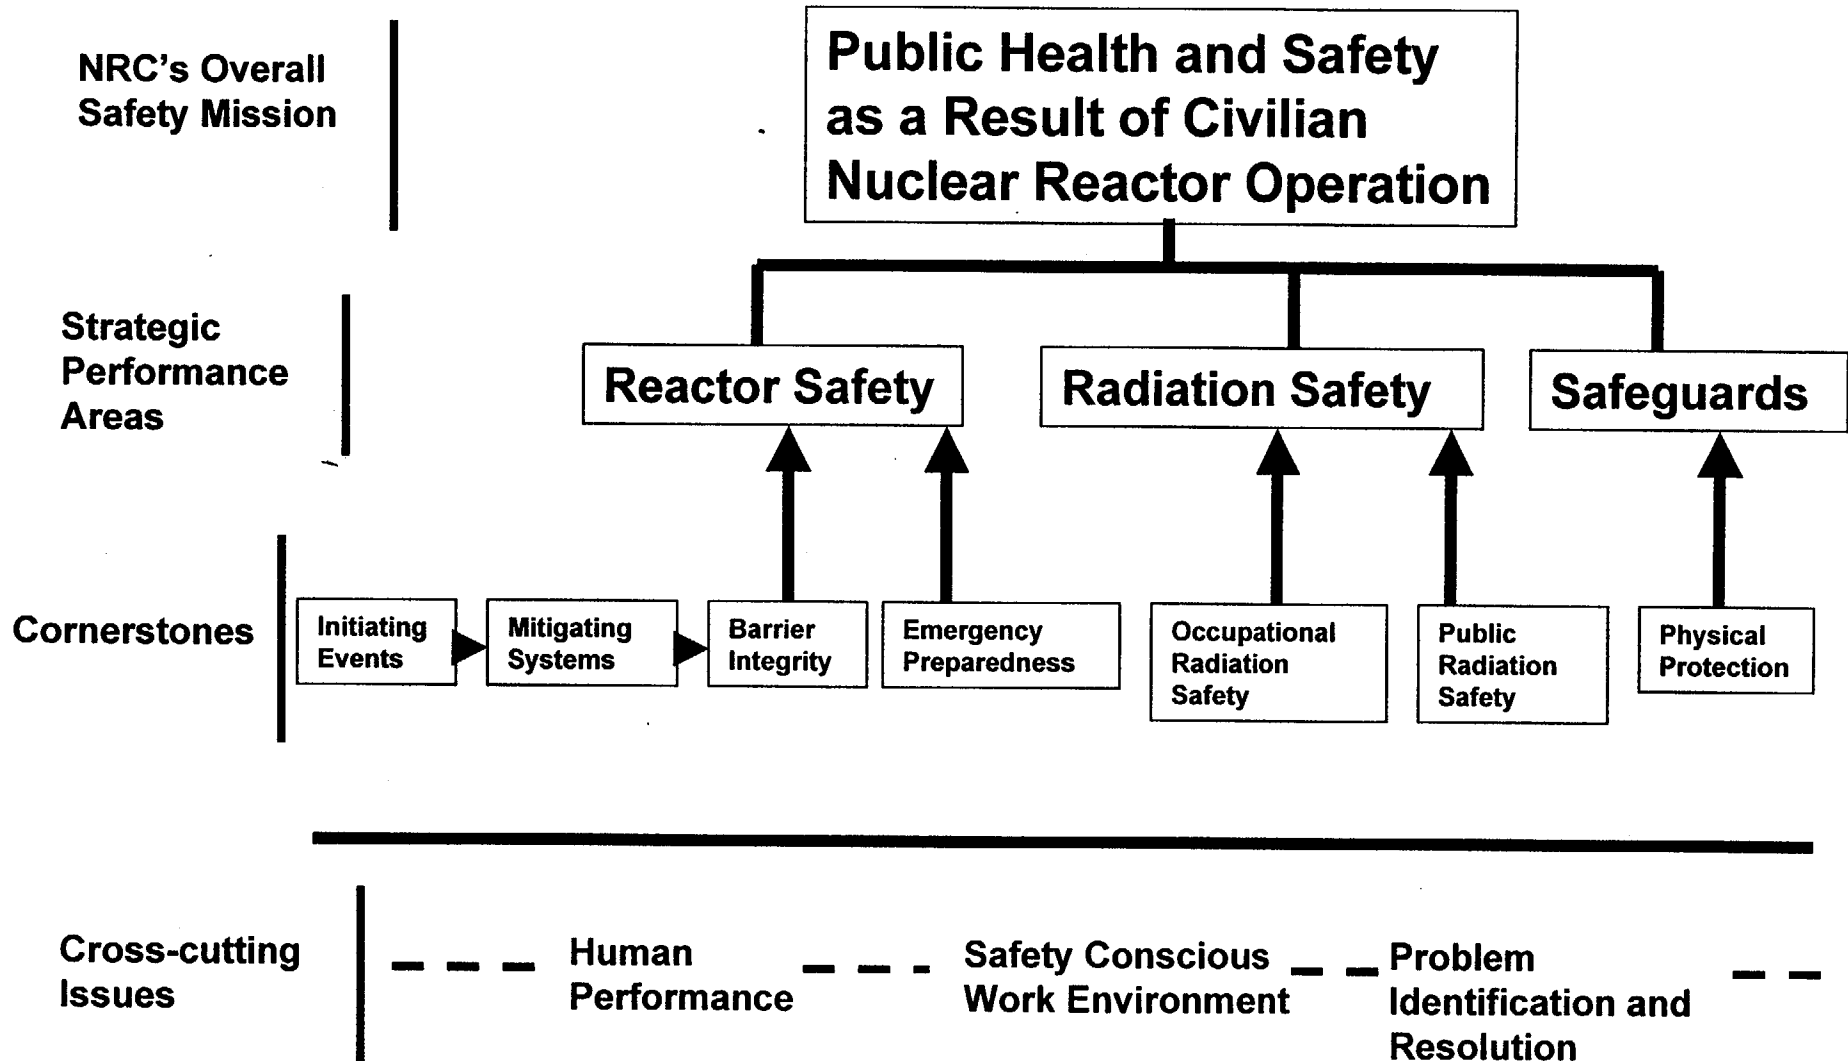 NRC's Overall
Safety Mission
Public Health and Safety
as a Result of Civilian
Nuclear Reactor Operation
Strategic
Performance
Areas
Reactor Safety
Radiation Safety
Safeguards
Cornerstones
Initiating
Events
Mitigating
Systems
Barrier
Integrity
Emergency
Preparedness
Occupational
Radiation
Safety
Public
Radiation
Safety
Physical
Protection
Cross-cutting
Issues
Human
Performance
Safety Conscious
Work Environment
Problem
Identification and
Resolution